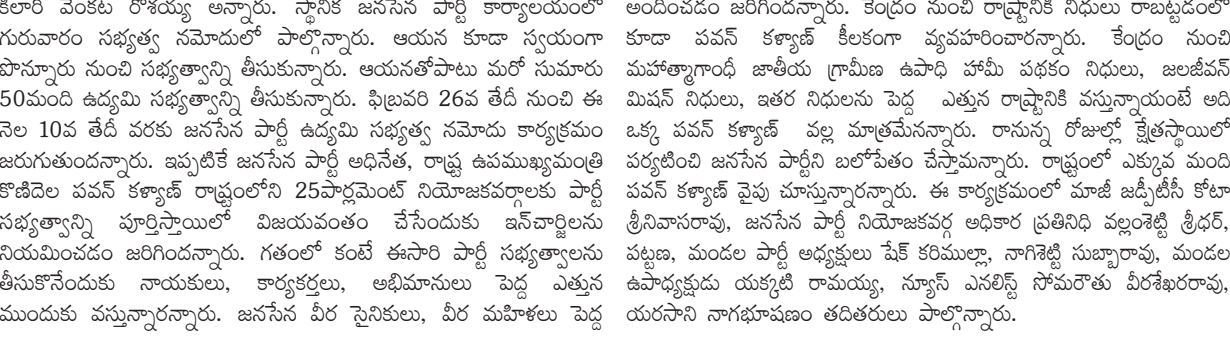 కిలారి వెంకట రోశయ్య అన్నారు. స్థానిక జనసేన పార్టీ కార్యాలయంలో
గురువారం సభ్యత్వ నమోదులో పాల్గొన్నారు. ఆయన కూడా స్వయంగా
పొన్నూరు నుంచి సభ్యత్వాన్ని తీసుకున్నారు. ఆయనతోపాటు మరో సుమారు
50మంది ఉద్యమి సభ్యత్వాన్ని తీసుకున్నారు. ఫిబ్రవరి 26వ తేదీ నుంచి ఈ
నెల 10వ తేదీ వరకు జనసేన పార్టీ ఉద్యమి సభ్యత్వ నమోదు కార్యక్రమం
జరుగుతుందన్నారు. ఇప్పటికే జనసేన పార్టీ అధినేత, రాష్ట్ర ఉపముఖ్యమంత్రి
కొణిదెల పవన్ కళ్యాణ్ రాష్ట్రంలోని 25పార్లమెంట్ నియోజకవర్గాలకు పార్టీ
సభ్యత్వాన్ని పూర్తిస్థాయిలో విజయవంతం చేసేందుకు ఇన్‌చార్జిలను
నియమించడం జరిగిందన్నారు. గతంలో కంటే ఈసారి పార్టీ సభ్యత్వాలను
తీసుకొనేందుకు నాయకులు, కార్యకర్తలు, అభిమానులు పెద్ద ఎత్తున
ముందుకు వస్తున్నారన్నారు. జనసేన వీర సైనికులు, వీర మహిళలు పెద్ద
అందించడం జరిగిందన్నారు. కేంద్రం నుంచి రాష్ట్రానికి నిధులు రాబట్టడంలో
కూడా పవన్ కళ్యాణ్ కీలకంగా వ్యవహరించారన్నారు. కేంద్రం నుంచి
మహాత్మాగాంధీ జాతీయ గ్రామీణ ఉపాధి హామీ పథకం నిధులు, జలజీవన్
మిషన్ నిధులు, ఇతర నిధులను పెద్ద ఎత్తున రాష్ట్రానికి వస్తున్నాయంటే అది
ఒక్క పవన్ కళ్యాణ్ వల్ల మాత్రమేనన్నారు. రానున్న రోజుల్లో క్షేత్రస్థాయిలో
పర్యటించి జనసేన పార్టీని బలోపేతం చేస్తామన్నారు. రాష్ట్రంలో ఎక్కువ మంది
పవన్ కళ్యాణ్ వైపు చూస్తున్నారన్నారు. ఈ కార్యక్రమంలో మాజీ జడ్పీటీసీ కోటా
శ్రీనివాసరావు, జనసేన పార్టీ నియోజకవర్గ అధికార ప్రతినిధి వల్లంశెట్టి శ్రీధర్,
పట్టణ, మండల పార్టీ అధ్యక్షులు షేక్ కరిముల్లా, నాగిశెట్టి సుబ్బారావు, మండల
ఉపాధ్యక్షుడు యక్కటి రామయ్య, న్యూస్ ఎనలిస్ట్ సోమరౌతు వీరశేఖరరావు,
యరసాని నాగభూషణం తదితరులు పాల్గొన్నారు.